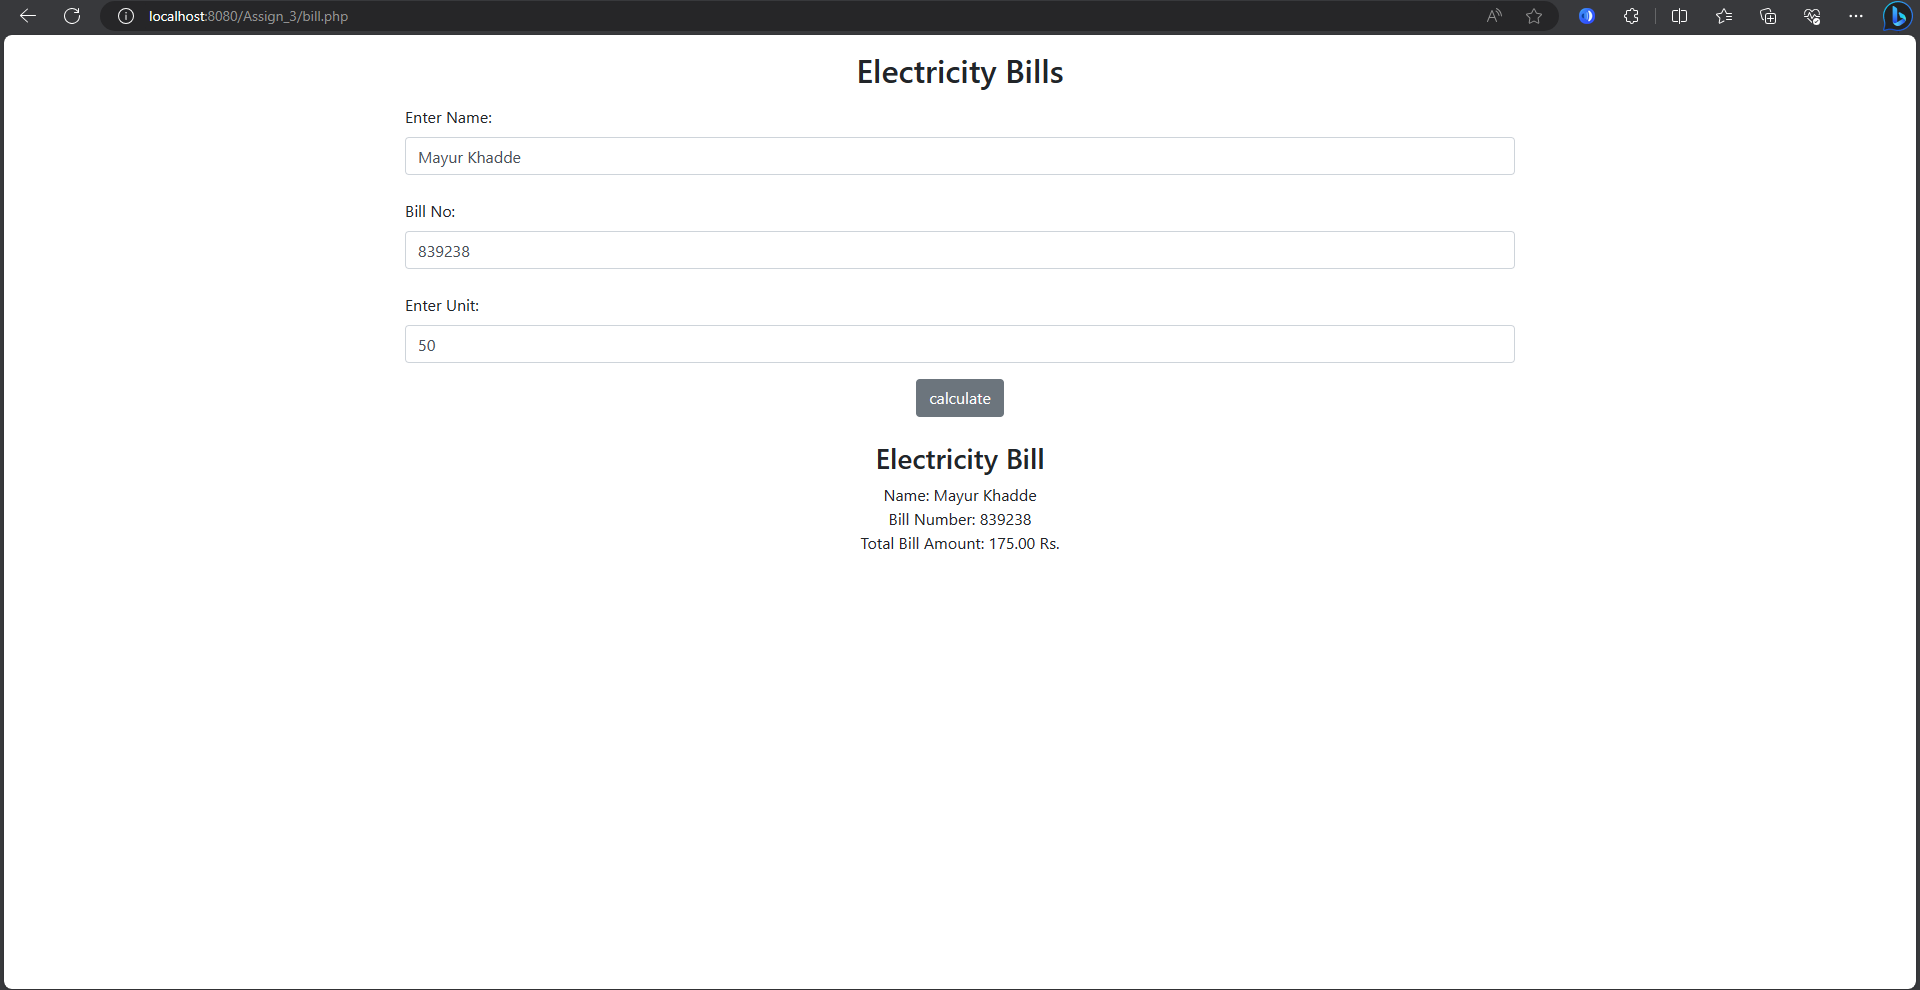 localhost:8080/Assign_3/bill.php
Electricity Bills
Enter Name:
Mayur Khadde
Bill No:
839238
Enter Unit:
50
calculate
Electricity Bill
Name: Mayur Khadde
Bill Number: 839238
Total Bill Amount: 175.00 Rs.